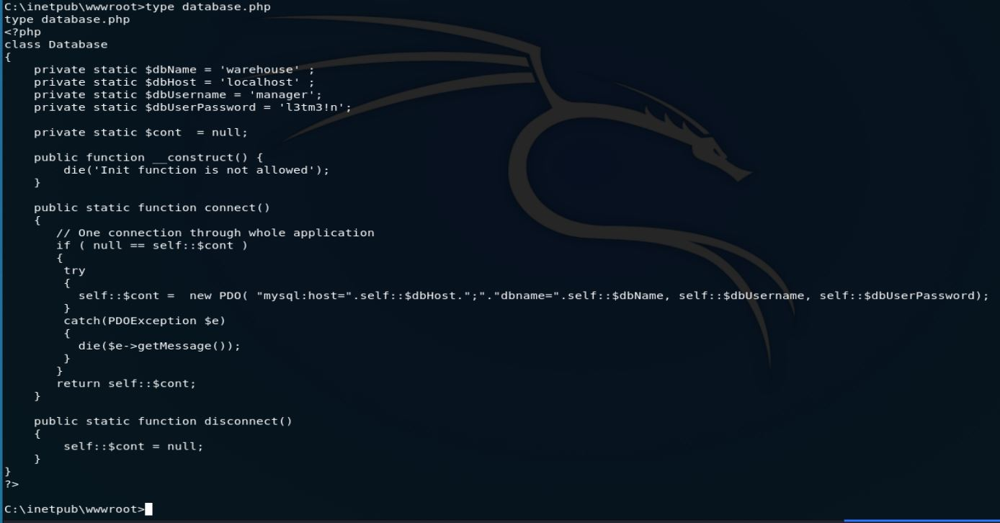 C:\inetpub\wwwroot>type database.php
type database.php
<?php
class Database
{
    private static $dbName = 'warehouse' ;
    private static $dbHost = 'localhost' ;
    private static $dbUsername = 'manager';
    private static $dbUserPassword = 'l3tm3!n';

    private static $cont  = null;

    public function __construct() {
        die('Init function is not allowed');
    }

    public static function connect()
    {
       // One connection through whole application
       if ( null == self::$cont )
       {
        try
        {
          self::$cont =  new PDO( "mysql:host=".self::$dbHost.";"."dbname=".self::$dbName, self::$dbUsername, self::$dbUserPassword);
        }
        catch(PDOException $e)
        {
          die($e->getMessage());
        }
       }
       return self::$cont;
    }

    public static function disconnect()
    {
        self::$cont = null;
    }
}
?>

C:\inetpub\wwwroot>